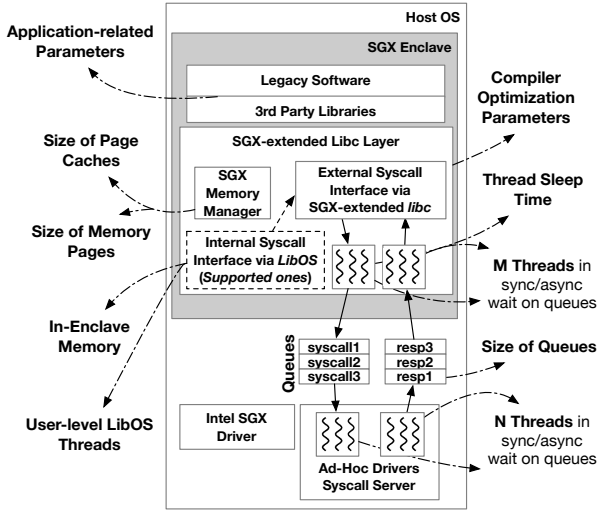 Host OS
SGX Enclave
Application-related
Parameters
Legacy Software
3rd Party Libraries
Compiler
Optimization
Parameters
SGX-extended Libc Layer
Size of Page
Caches
SGX
Memory
Manager
External Syscall
Interface via
SGX-extended libc
Thread Sleep
Time
Size of Memory
Pages
Internal Syscall
Interface via LibOS
(Supported ones)
M Threads in
sync/async
wait on queues
In-Enclave
Memory
Queues
syscall1
syscall2
syscall3
resp3
resp2
resp1
Size of Queues
User-level LibOS
Threads
Intel SGX
Driver
N Threads in
sync/async
wait on queues
Ad-Hoc Drivers
Syscall Server